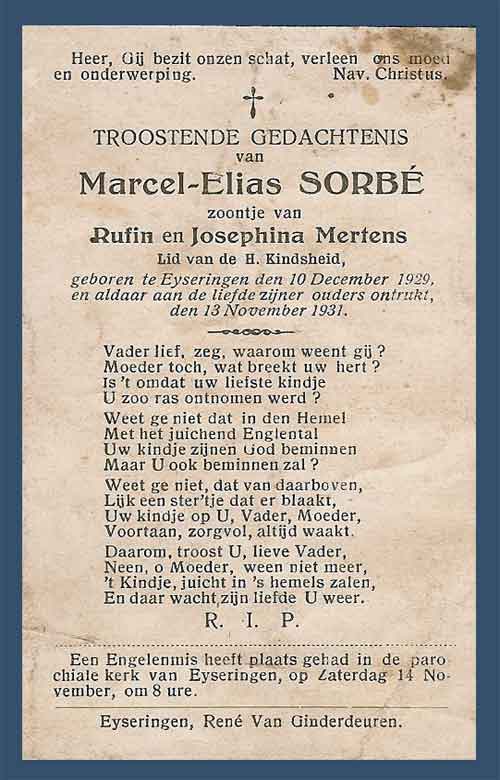 Heer, Gij bezit onzen schat, verleen ons moed
en onderwerping. Nav. Christus.
TROOSTENDE GEDACHTENIS
van
Marcel-Elias SORBÉ
zoontje van
Rufin en Josephina Mertens
Lid van de H. Kindsheid,
geboren te Eyseringen den 10 December 1929,
en aldaar aan de liefde zijner ouders ontrukt,
den 13 November 1931.
Vader lief, zeg, waarom weent gij ?
Moeder toch, wat breekt uw hert ?
Is 't omdat uw liefste kindje
U zoo ras ontnomen werd ?
Weet ge niet dat in den Hemel
Met het juichend Englental
Uw kindje zijnen God beminnen
Maar U ook beminnen zal ?
Weet ge niet, dat van daarboven,
Lijk een ster'tje dat er blaakt,
Uw kindje op U, Vader, Moeder,
Voortaan, zorgvol, altijd waakt.
Daarom, troost U, lieve Vader,
Neen, o Moeder, ween niet meer,
't Kindje, juicht in 's hemels zalen,
En daar wacht,zijn liefde U weer.
R. I. P.
Een Engelenmis heeft plaats gehad in de paro
chiale kerk van Eyseringen, op Zaterdag 14 No-
vember, om 8 ure.
Eyseringen, René Van Ginderdeuren.